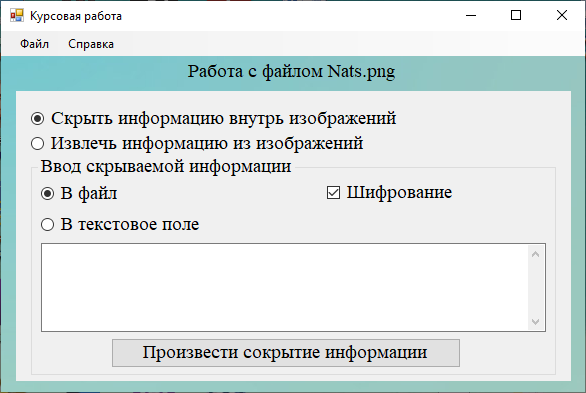 Курсовая работа
Файл Справка
Работа с файлом Nats.png
Скрыть информацию внутрь изображений
Извлечь информацию из изображений
Ввод скрываемой информации
В файл Шифрование
В текстовое поле
Произвести сокрытие информации